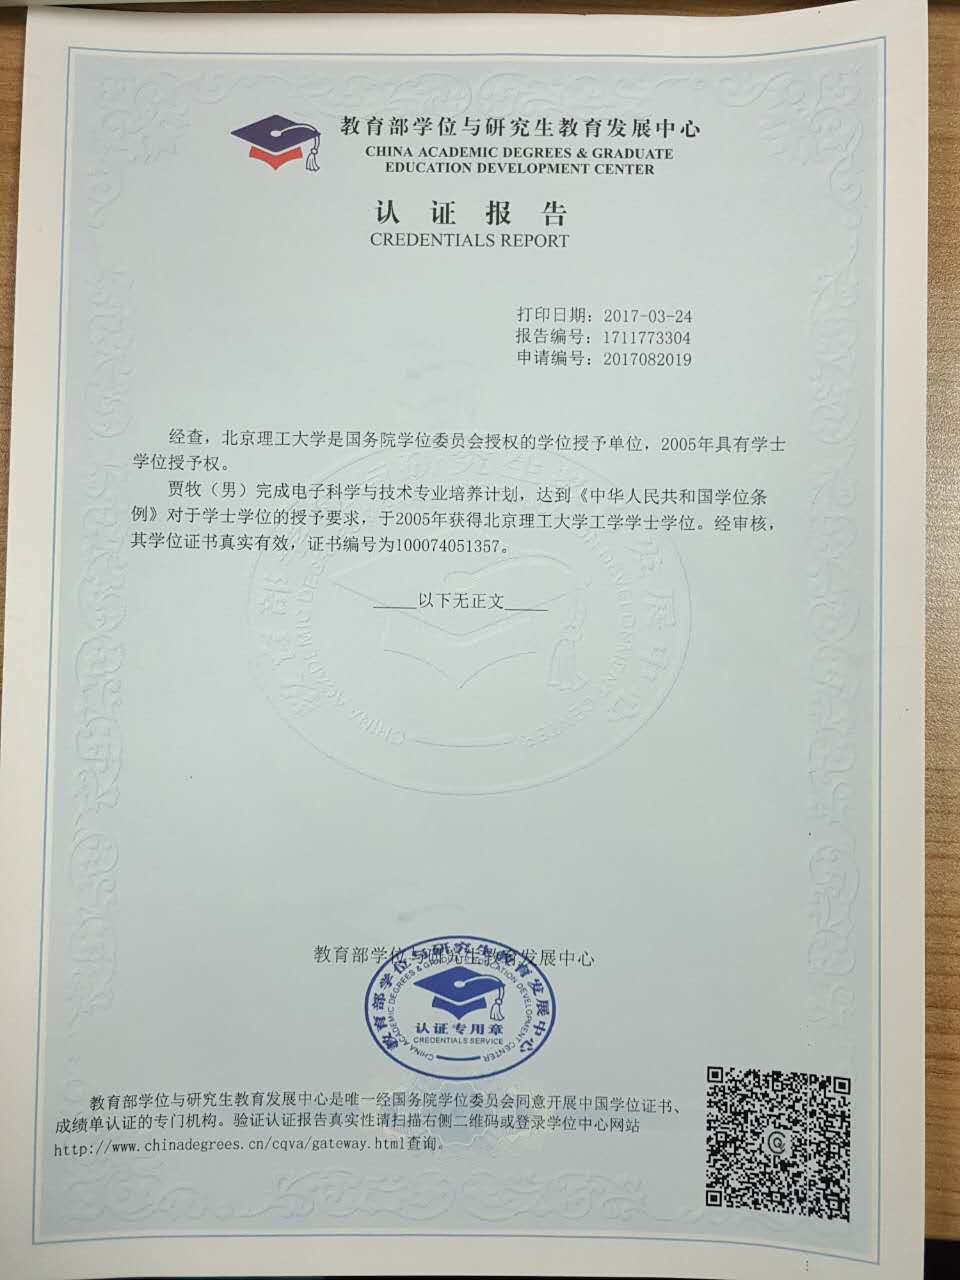 教育部学位与研究生教育发展中心
CHINA ACADEMIC DEGREES & GRADUATE
EDUCATION DEVELOPMENT CENTER
认证报告
CREDENTIALS REPORT
打印日期：2017-03-24
报告编号：1711773304
申请编号：2017082019
经查，北京理工大学是国务院学位委员会授权的学位授予单位，2005年具有学士
学位授予权。
贾牧（男）完成电子科学与技术专业培养计划，达到《中华人民共和国学位条
例》对于学士学位的授予要求，于2005年获得北京理工大学工学学士学位。经审核，
其学位证书真实有效，证书编号为100074051357。
_____以下无正文_____
教育部学位与研究生教育发展中心
教育部学位与研究生教育发展中心
CHINA ACADEMIC DEGREES & GRADUATE EDUCATION DEVELOPMENT CENTER
认证专用章
CREDENTIALS SERVICE
教育部学位与研究生教育发展中心是唯一经国务院学位委员会同意开展中国学位证书、
成绩单认证的专门机构。验证认证报告真实性请扫描右侧二维码或登录学位中心网站
http://www.chinadegrees.cn/cqva/gateway.html查询。